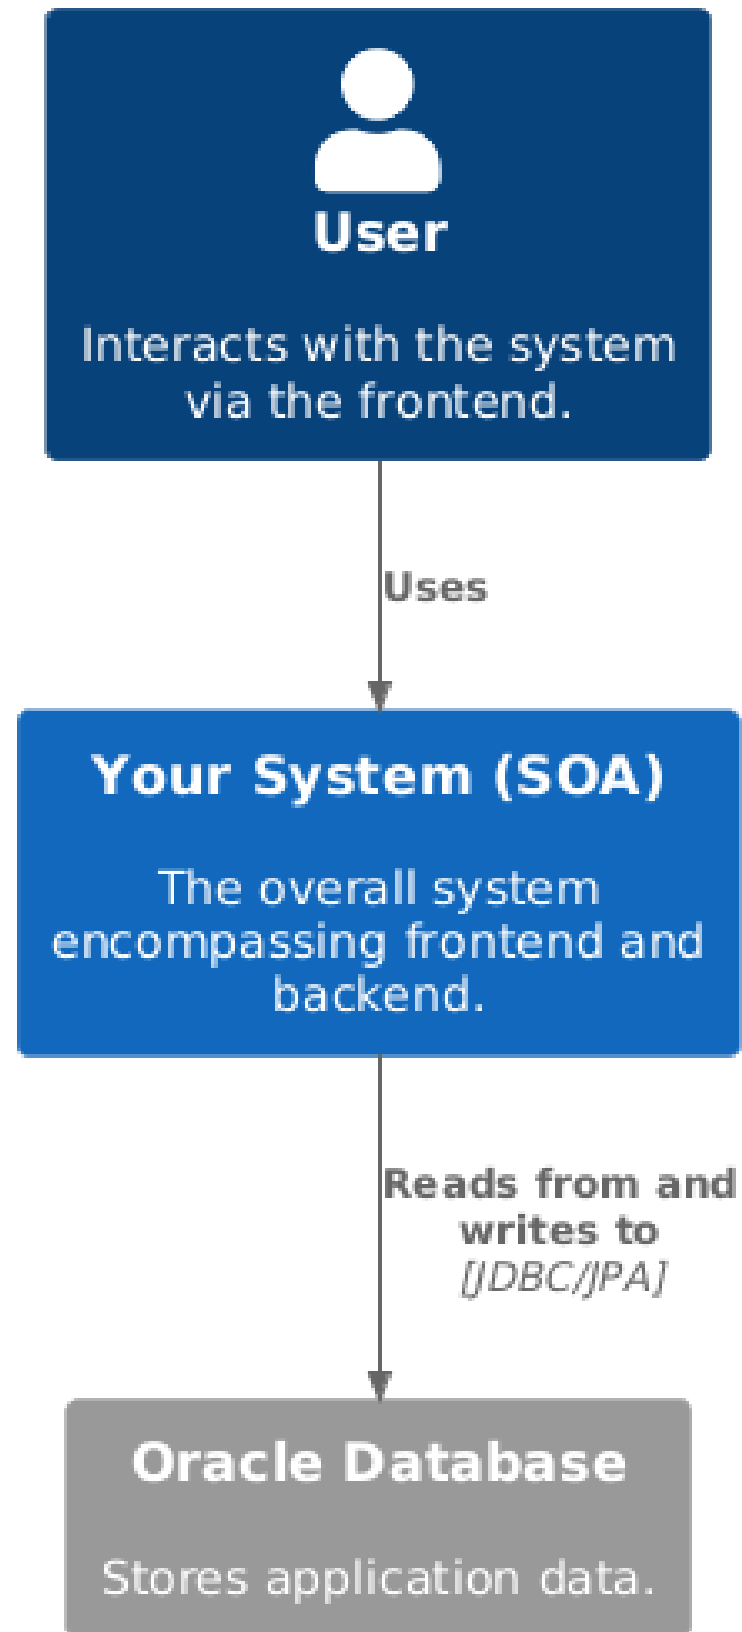 User
Interacts with the system
via the frontend.
Uses
Your System (SOA)
The overall system
encompassing frontend and
backend.
Reads from and
writes to
[JDBC/JPA]
Oracle Database
Stores application data.